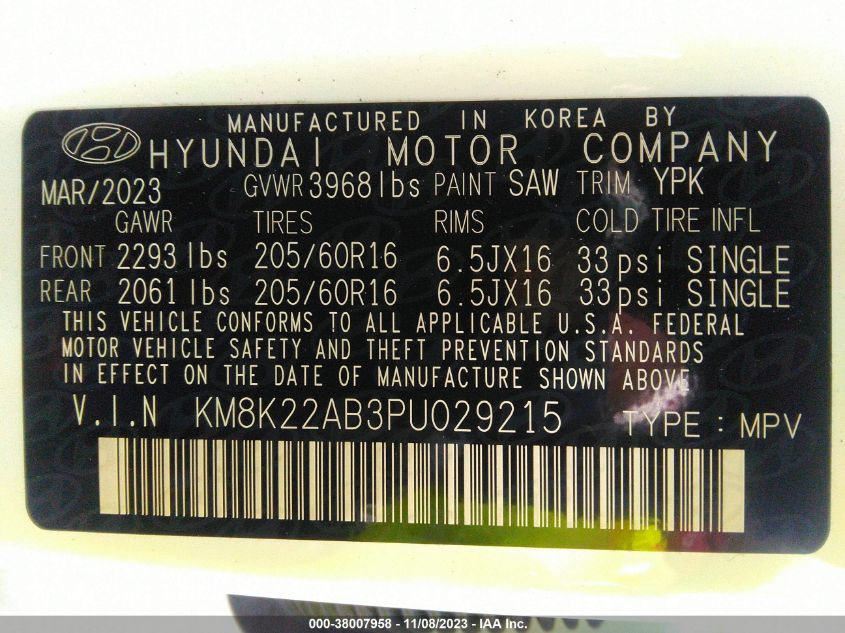 MANUFACTURED IN KOREA BY
HYUNDAI MOTOR COMPANY
MAR/2023 GVWR 3968 lbs PAINT SAW TRIM YPK
GAWR TIRES RIMS COLD TIRE INFL
FRONT 2293 lbs 205/60R16 6.5JX16 33psi SINGLE
REAR 2061 lbs 205/60R16 6.5JX16 33psi SINGLE
THIS VEHICLE CONFORMS TO ALL APPLICABLE U.S.A. FEDERAL
MOTOR VEHICLE SAFETY AND THEFT PREVENTION STANDARDS
IN EFFECT ON THE DATE OF MANUFACTURE SHOWN ABOVE.
V.I.N KM8K22AB3PU029215 TYPE : MPV
000-38007958 - 11/08/2023 - IAA Inc.